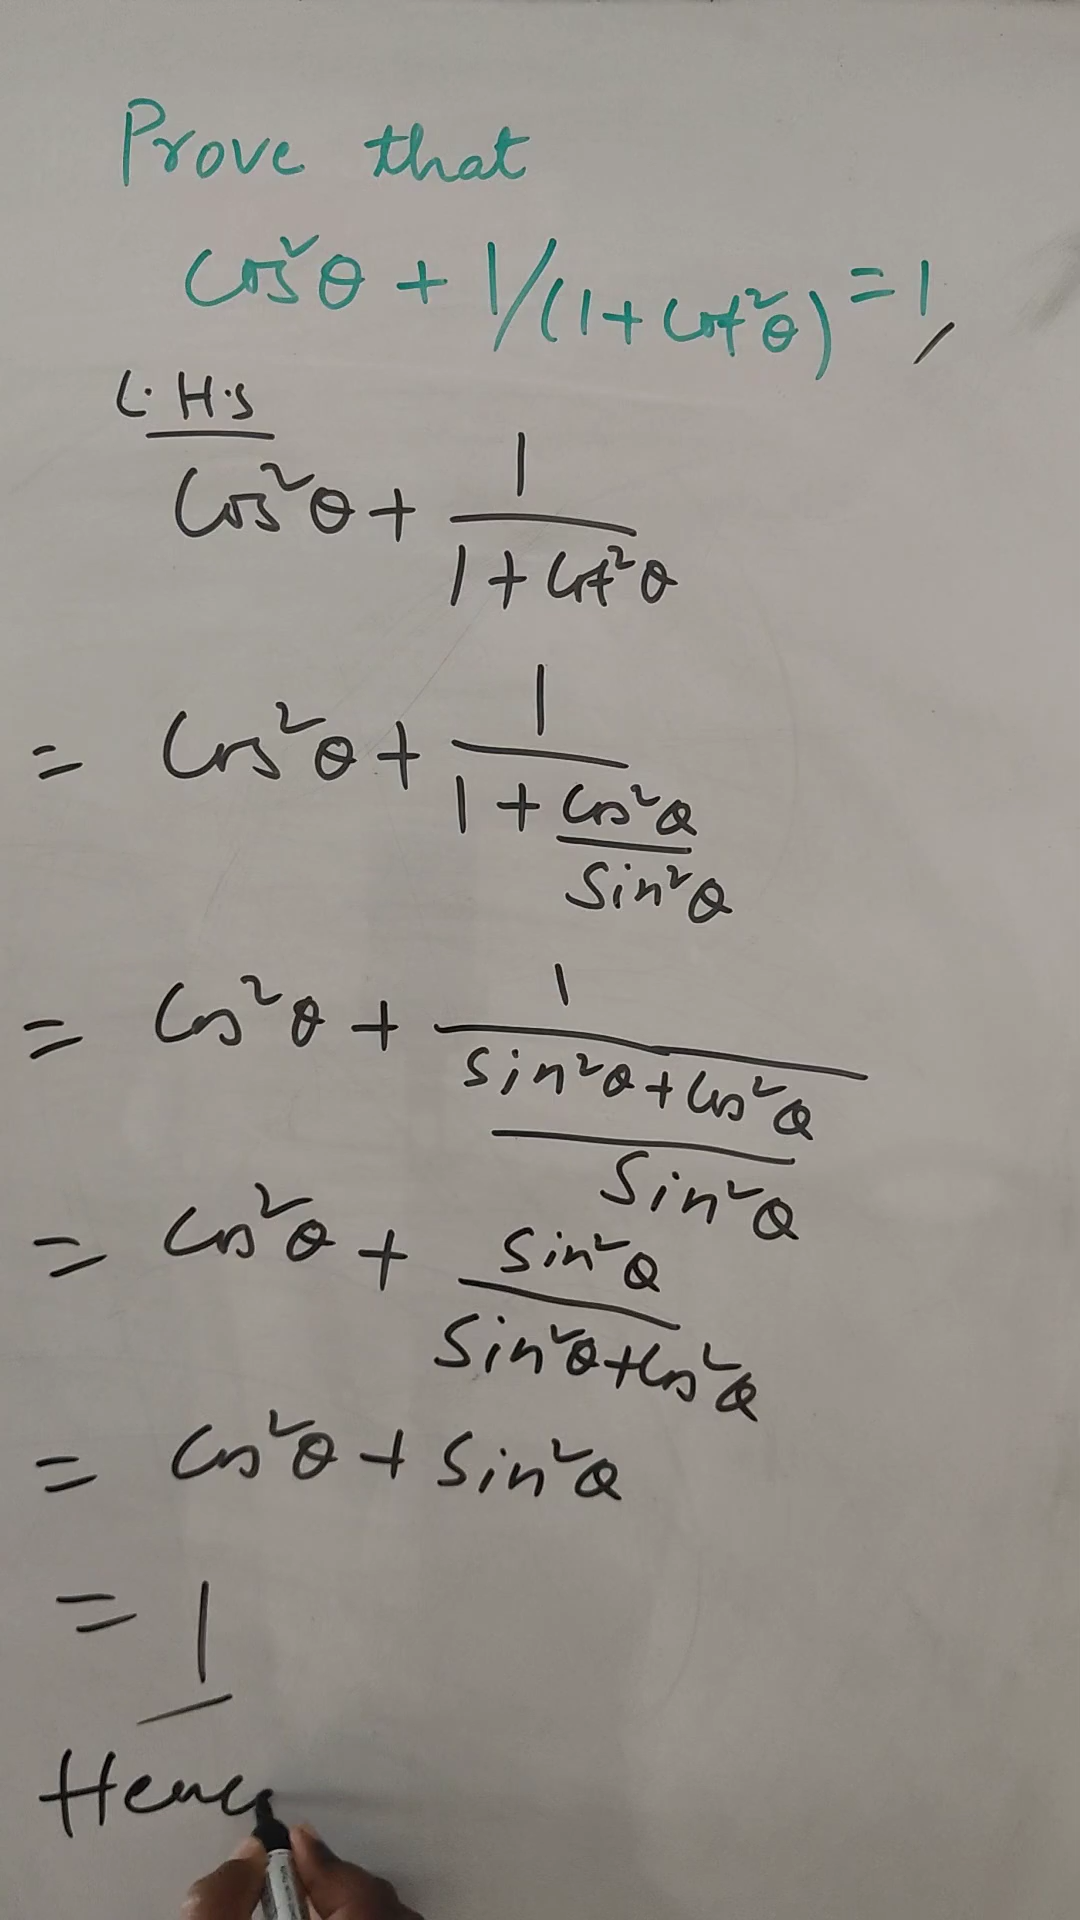 Prove that
cos²θ + 1/(1+cot²θ) = 1
L.H.S
Cos²θ + 1
1 + Cot²θ
= Cos²θ + 1
1 + Cos²θ
Sin²θ
= Cos²θ + 1
Sin²θ + Cos²θ
Sin²θ
= Cos²θ + Sin²θ
Sin²θ + Cos²θ
= Cos²θ + Sin²θ
= 1
Henc